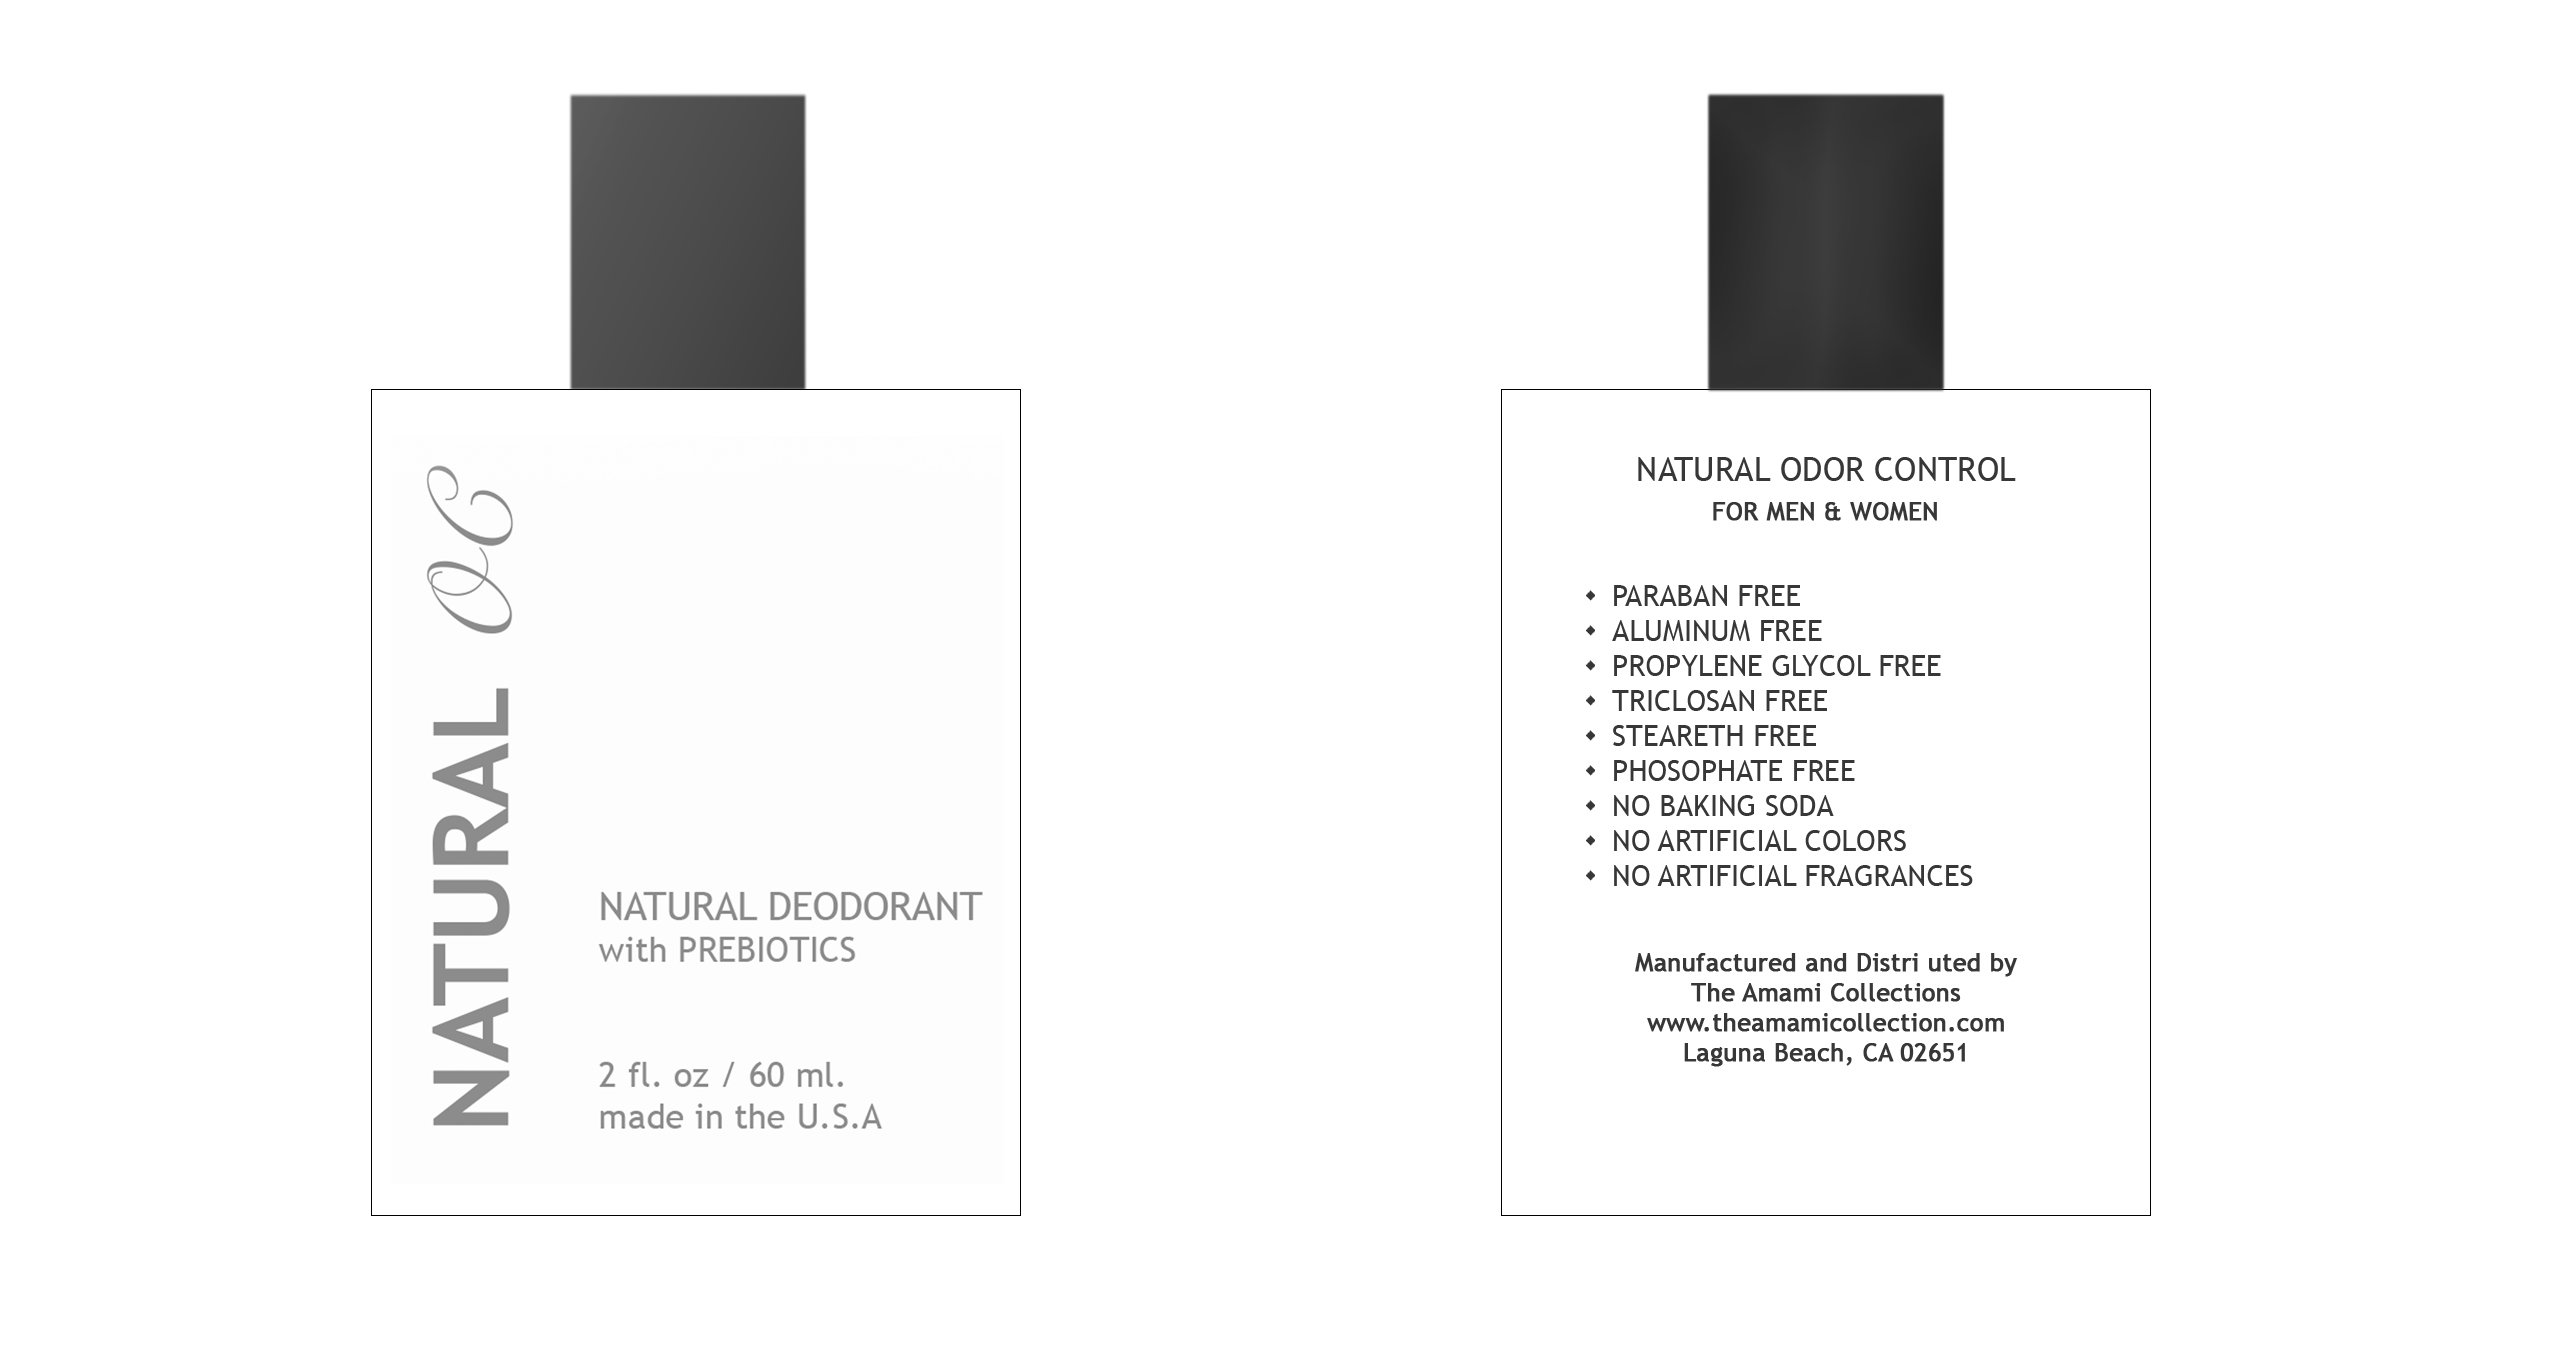 NATURAL OC
NATURAL DEODORANT
with PREBIOTICS
2 fl. oz / 60 ml.
made in the U.S.A
NATURAL ODOR CONTROL
FOR MEN & WOMEN
• PARABAN FREE
• ALUMINUM FREE
• PROPYLENE GLYCOL FREE
• TRICLOSAN FREE
• STEARETH FREE
• PHOSOPHATE FREE
• NO BAKING SODA
• NO ARTIFICIAL COLORS
• NO ARTIFICIAL FRAGRANCES
Manufactured and Distri uted by
The Amami Collections
www.theamamicollection.com
Laguna Beach, CA 02651